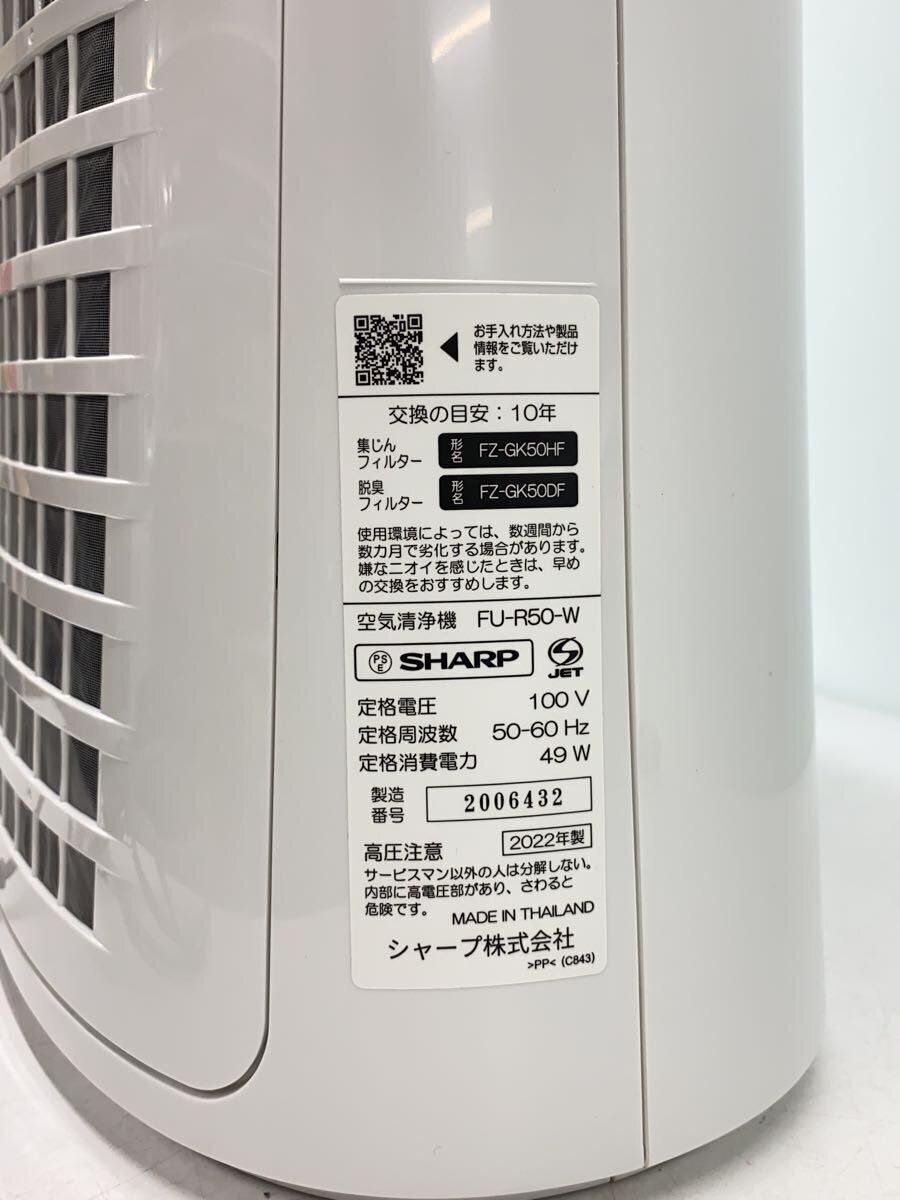 お手入れ方法や製品
情報をご覧いただけ
ます。
交換の目安：10年
集じん
フィルター
形名 FZ-GK50HF
脱臭
フィルター
形名 FZ-GK50DF
使用環境によっては、数週間から
数カ月で劣化する場合があります。
嫌なニオイを感じたときは、早め
の交換をおすすめします。
空気清浄機 FU-R50-W
PSE SHARP JET
定格電圧 100 V
定格周波数 50-60 Hz
定格消費電力 49 W
製造
番号 2006432
2022年製
高圧注意
サービスマン以外の人は分解しない。
内部に高電圧部があり、さわると
危険です。
MADE IN THAILAND
シャープ株式会社
>PP< (C843)